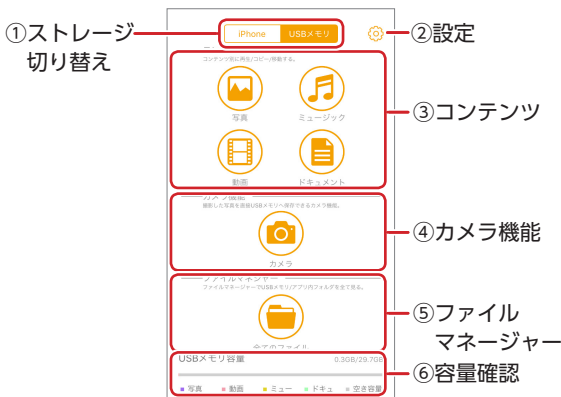 ①ストレージ
切り替え
iPhone
USBメモリ
②設定
コンテンツ別に再生/コピー/移動する。
写真
ミュージック
動画
ドキュメント
③コンテンツ
カメラ機能
撮影した写真を直接USBメモリへ保存できるカメラ機能。
カメラ
④カメラ機能
ファイルマネージャー
ファイルマネージャーでUSBメモリ/アプリ内フォルダを全て見る。
全てのファイル
⑤ファイル
マネージャー
USBメモリ容量
0.3GB/29.7GB
写真
動画
ミュー
ドキュ
空き容量
⑥容量確認